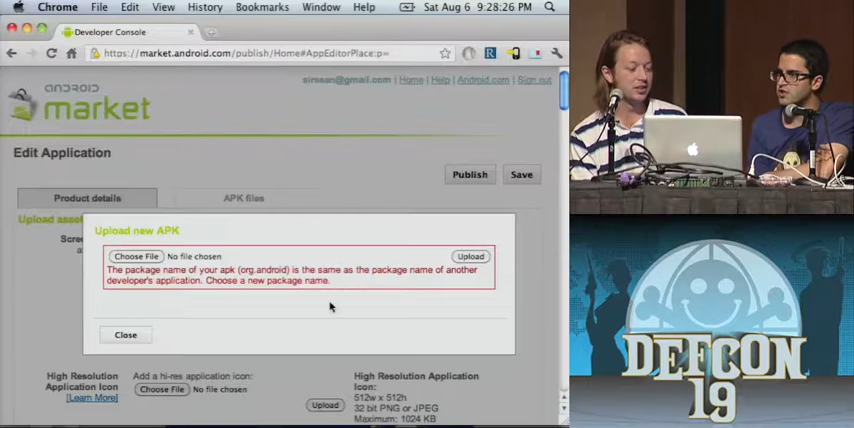 Chrome File Edit View History Bookmarks Window Help Sat Aug 6 9:28:26 PM
Developer Console
https://market.android.com/publish/Home#AppEditorPlace:p=
| Home | Help | Android.com | Sign out
android
market
Edit Application
Publish Save
Product details APK files
Upload new APK
Choose File No file chosen Upload
The package name of your apk (org.android) is the same as the package name of another
developer's application. Choose a new package name.
Close
High Resolution
Application Icon
[Learn More]
Add a hi-res application icon:
Choose File No file chosen
Upload
High Resolution Application
Icon:
512w x 512h
32 bit PNG or JPEG
Maximum: 1024 KB
DEFCON
19